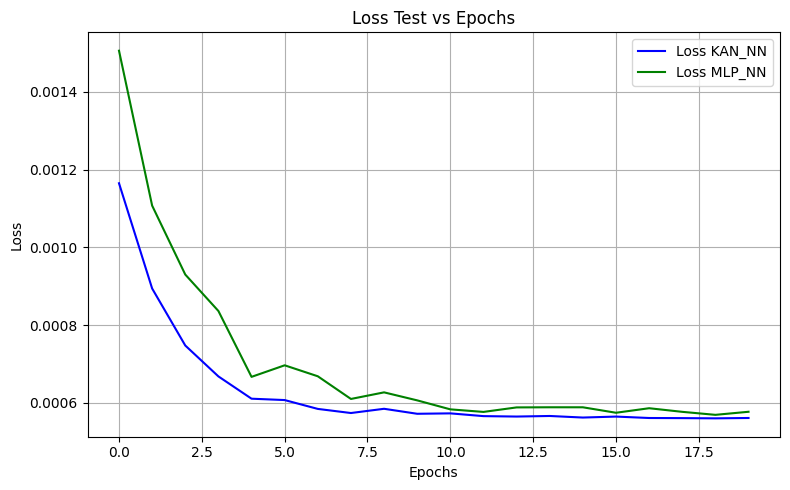 Loss Test vs Epochs
Loss KAN_NN
Loss MLP_NN
0.0014
0.0012
0.0010
0.0008
0.0006
Loss
0.0 2.5 5.0 7.5 10.0 12.5 15.0 17.5
Epochs